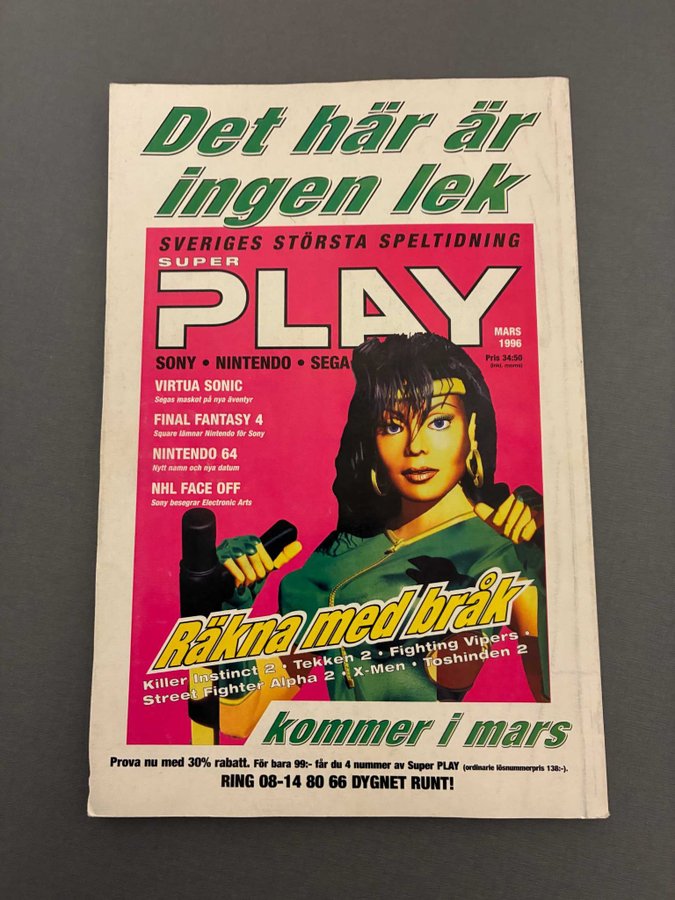 Det här är
ingen lek
SVERIGES STÖRSTA SPELTIDNING
SUPER
PLAY
MARS
1996
SONY • NINTENDO • SEGA
Pris 34:50
(inkl. moms)
VIRTUA SONIC
Segas maskot på nya äventyr
FINAL FANTASY 4
Square lämnar Nintendo för Sony
NINTENDO 64
Nytt namn och nya datum
NHL FACE OFF
Sony besegrar Electronic Arts
Räkna med bråk
Killer Instinct 2 • Tekken 2 • Fighting Vipers •
Street Fighter Alpha 2 • X-Men • Toshinden 2
kommer i mars
Prova nu med 30% rabatt. För bara 99:- får du 4 nummer av Super PLAY (ordinarie lösnummerpris 138:-).
RING 08-14 80 66 DYGNET RUNT!